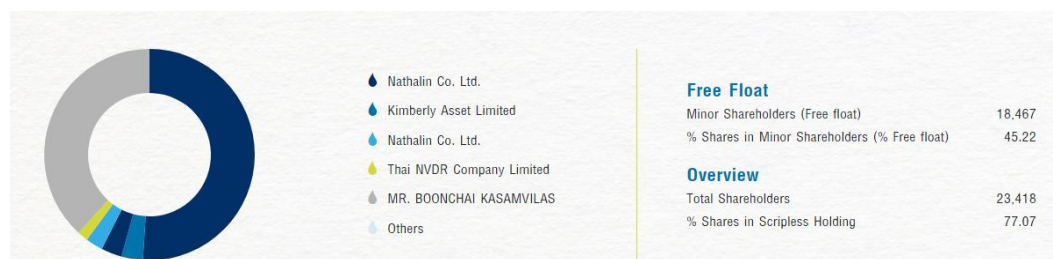 Nathalin Co. Ltd.
Kimberly Asset Limited
Nathalin Co. Ltd.
Thai NVDR Company Limited
MR. BOONCHAI KASAMVILAS
Others
Free Float
Minor Shareholders (Free float) 18,467
% Shares in Minor Shareholders (% Free float) 45.22
Overview
Total Shareholders 23,418
% Shares in Scripless Holding 77.07